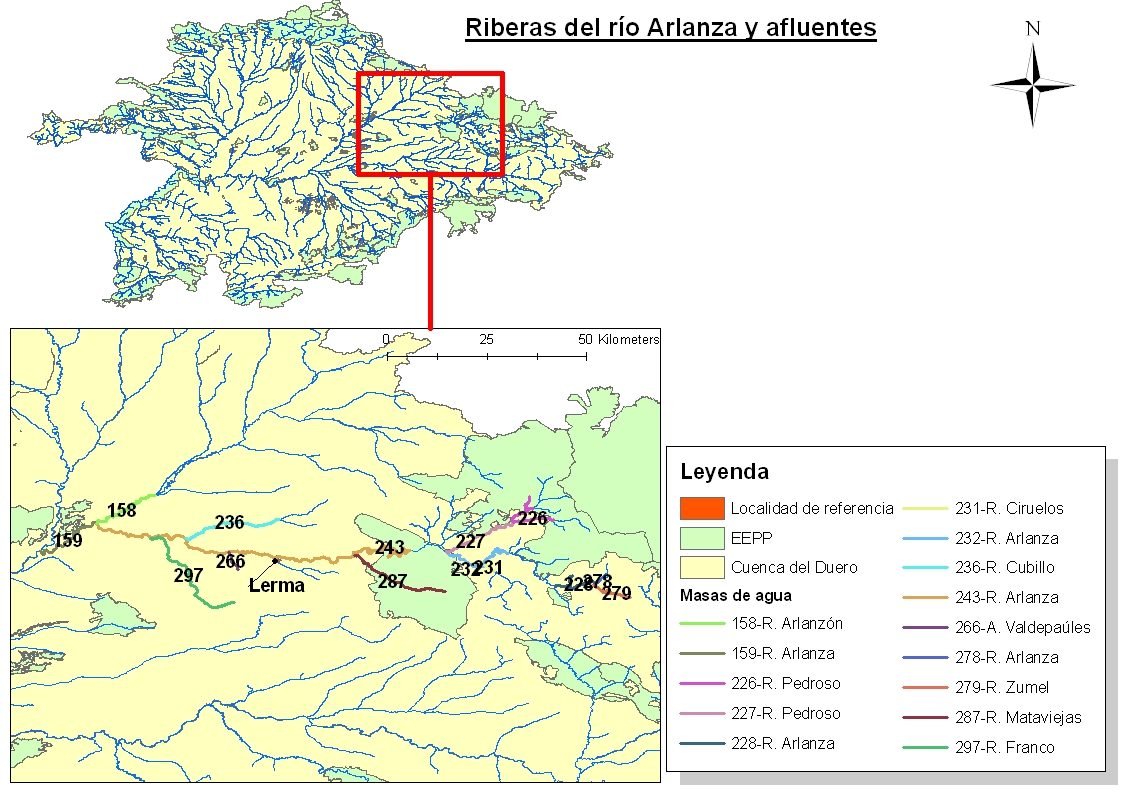 Riberas del río Arlanza y afluentes
N
0 25 50 Kilometers
158
236
226
159
227
243
266
232
231
297
Lerma
287
228
278
279
Leyenda
Localidad de referencia
EEPP
Cuenca del Duero
Masas de agua
158-R. Arlanzón
159-R. Arlanza
226-R. Pedroso
227-R. Pedroso
228-R. Arlanza
231-R. Ciruelos
232-R. Arlanza
236-R. Cubillo
243-R. Arlanza
266-A. Valdepaúles
278-R. Arlanza
279-R. Zumel
287-R. Mataviejas
297-R. Franco